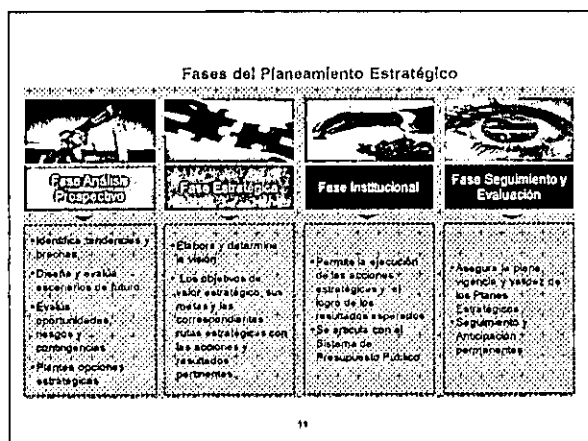 Fases del Planeamiento Estratégico
Fase Análisis
Prospectivo
Fase Estratégica
Fase Institucional
Fase Seguimiento y
Evaluación
•Identifica tendencias y
brechas
•Diseña y evalúa
escenarios de futuro
•Evalúa
oportunidades,
riesgos y
contingencias
•Plantea opciones
estratégicas
•Elabora y determina
la visión
•Los objetivos de
valor estratégico, sus
metas y las
correspondientes
rutas estratégicas con
las acciones y
resultados
pertinentes
•Permite la ejecución
de las acciones
estratégicas y el
logro de los
resultados esperados
•Se articula con el
Sistema de
Presupuesto Público
•Asegura la plena
vigencia y validez de
los Planes
Estratégicos
•Seguimiento y
Anticipación
permanentes
11